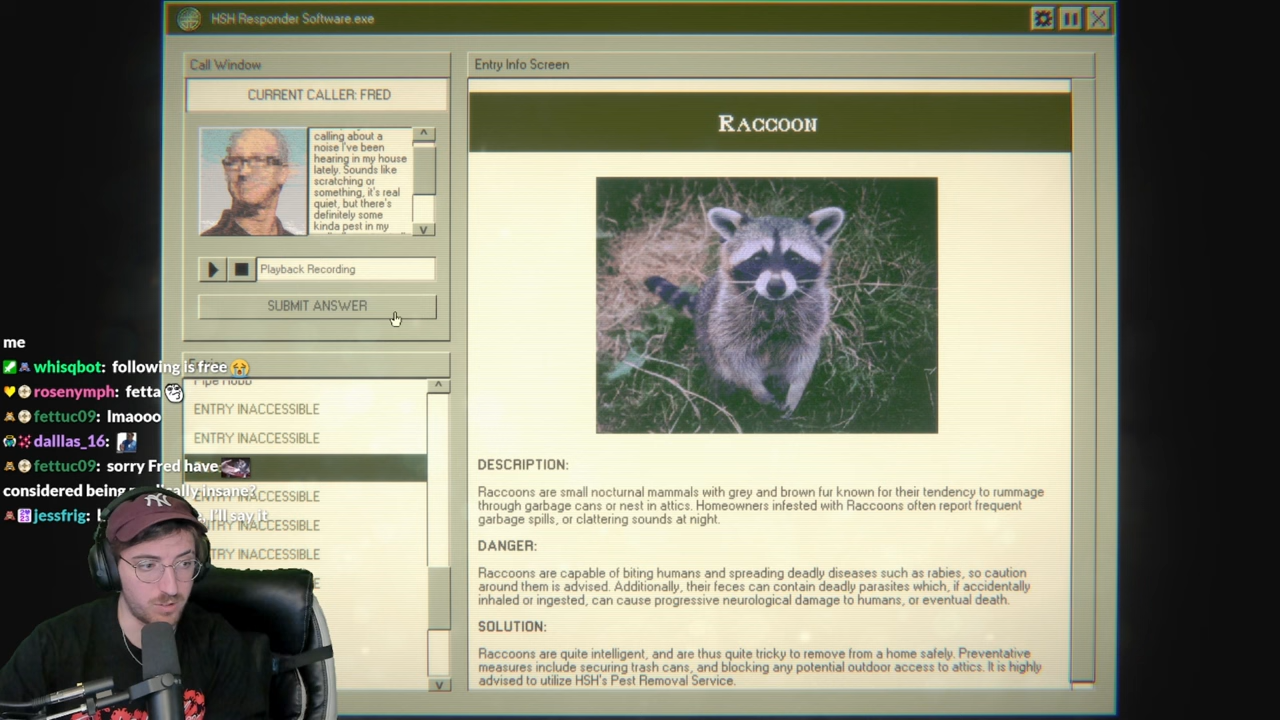 HSH Responder Software.exe
Call Window
CURRENT CALLER: FRED
calling about a
noise I've been
hearing in my house
lately. Sounds like
scratching or
something, it's real
quiet, but there's
definitely some
kinda pest in my
Playback Recording
SUBMIT ANSWER
ENTRY INACCESSIBLE
ENTRY INACCESSIBLE
ENTRY INACCESSIBLE
ENTRY INACCESSIBLE
Entry Info Screen
RACCOON
DESCRIPTION:
Raccoons are small nocturnal mammals with grey and brown fur known for their tendency to rummage
through garbage cans or nest in attics. Homeowners infested with Raccoons often report frequent
garbage spills, or clattering sounds at night.
DANGER:
Raccoons are capable of biting humans and spreading deadly diseases such as rabies, so caution
around them is advised. Additionally, their feces can contain deadly parasites which, if accidentally
inhaled or ingested, can cause progressive neurological damage to humans, or eventual death.
SOLUTION:
Raccoons are quite intelligent, and are thus quite tricky to remove from a home safely. Preventative
measures include securing trash cans, and blocking any potential outdoor access to attics. It is highly
advised to utilize HSH's Pest Removal Service.
me
whisqbot: following is free
rosenymph: fetta
fettuc09: lmaooo
dalllas_16:
fettuc09: sorry Fred have
considered being insane?
jessfrig: I'll say it